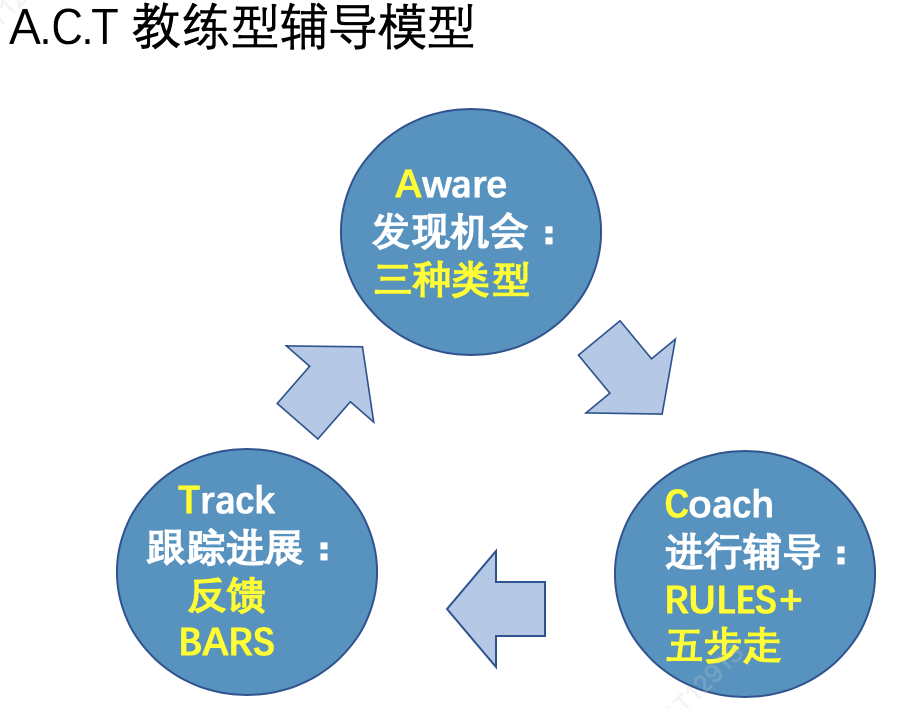 A.C.T 教练型辅导模型
Aware
发现机会：
三种类型
Track
跟踪进展：
反馈
BARS
Coach
进行辅导：
RULES+
五步走